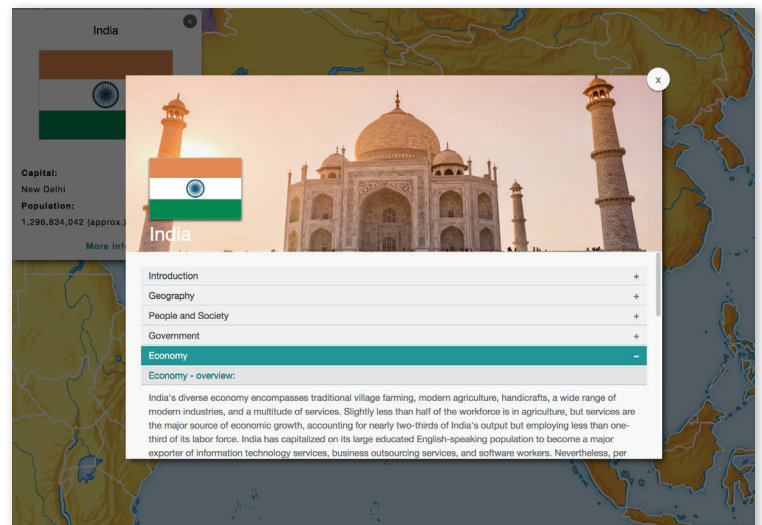 India
Capital:
New Delhi
Population:
1,296,834,042 (approx.)
More inf
x
India
Introduction +
Geography +
People and Society +
Government +
Economy –
Economy - overview:
India's diverse economy encompasses traditional village farming, modern agriculture, handicrafts, a wide range of
modern industries, and a multitude of services. Slightly less than half of the workforce is in agriculture, but services are
the major source of economic growth, accounting for nearly two-thirds of India's output but employing less than one-
third of its labor force. India has capitalized on its large educated English-speaking population to become a major
exporter of information technology services, business outsourcing services, and software workers. Nevertheless, per